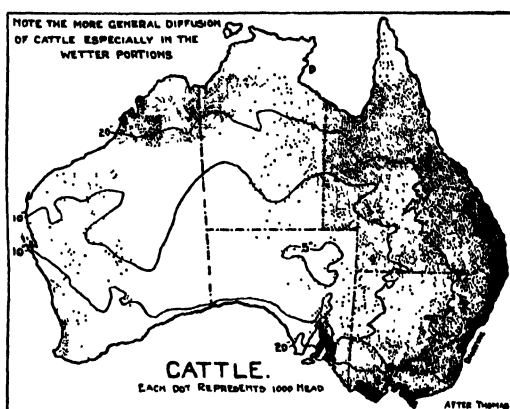 NOTE THE MORE GENERAL DIFFUSION
OF CATTLE ESPECIALLY IN THE
WETTER PORTIONS
20
10
10
5
20
CATTLE.
EACH DOT REPRESENTS 1000 HEAD
AFTER THOMAS